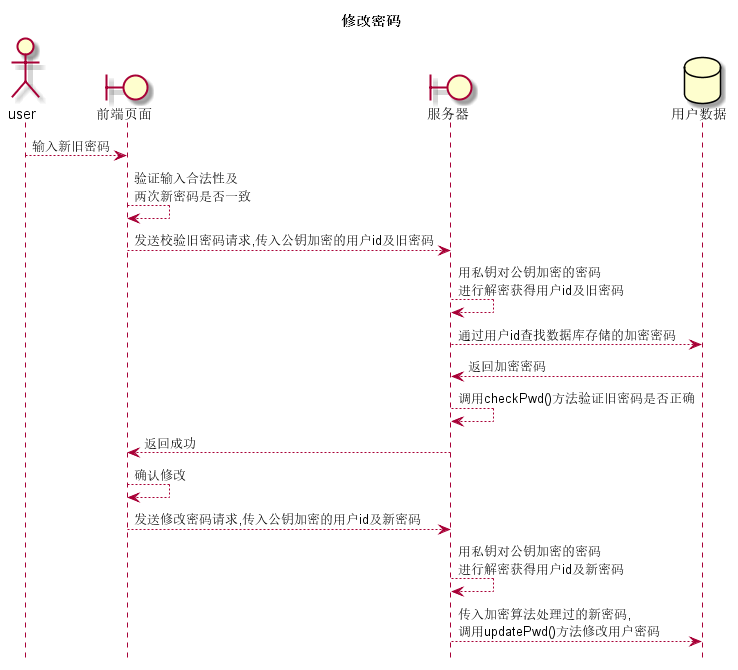 修改密码
user
前端页面
服务器
用户数据
输入新旧密码
验证输入合法性及
两次新密码是否一致
发送校验旧密码请求,传入公钥加密的用户id及旧密码
用私钥对公钥加密的密码
进行解密获得用户id及旧密码
通过用户id查找数据库存储的加密密码
返回加密密码
调用checkPwd()方法验证旧密码是否正确
返回成功
确认修改
发送修改密码请求,传入公钥加密的用户id及新密码
用私钥对公钥加密的密码
进行解密获得用户id及新密码
传入加密算法处理过的新密码,
调用updatePwd()方法修改用户密码